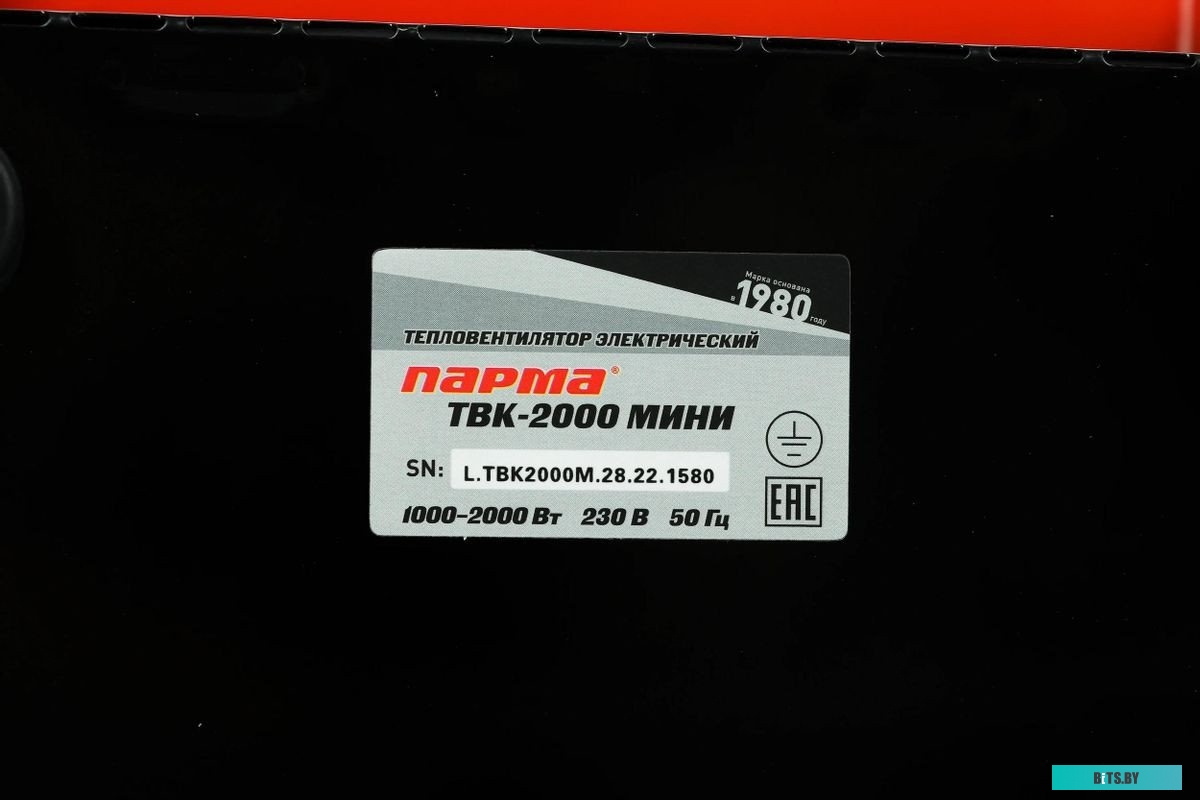 Марка основана
в 1980 году
ТЕПЛОВЕНТИЛЯТОР ЭЛЕКТРИЧЕСКИЙ
ПАРМА®
ТВК-2000 МИНИ
SN: L.TBK2000M.28.22.1580
EAC
1000-2000 Вт 230 В 50 Гц
BiTS.BY